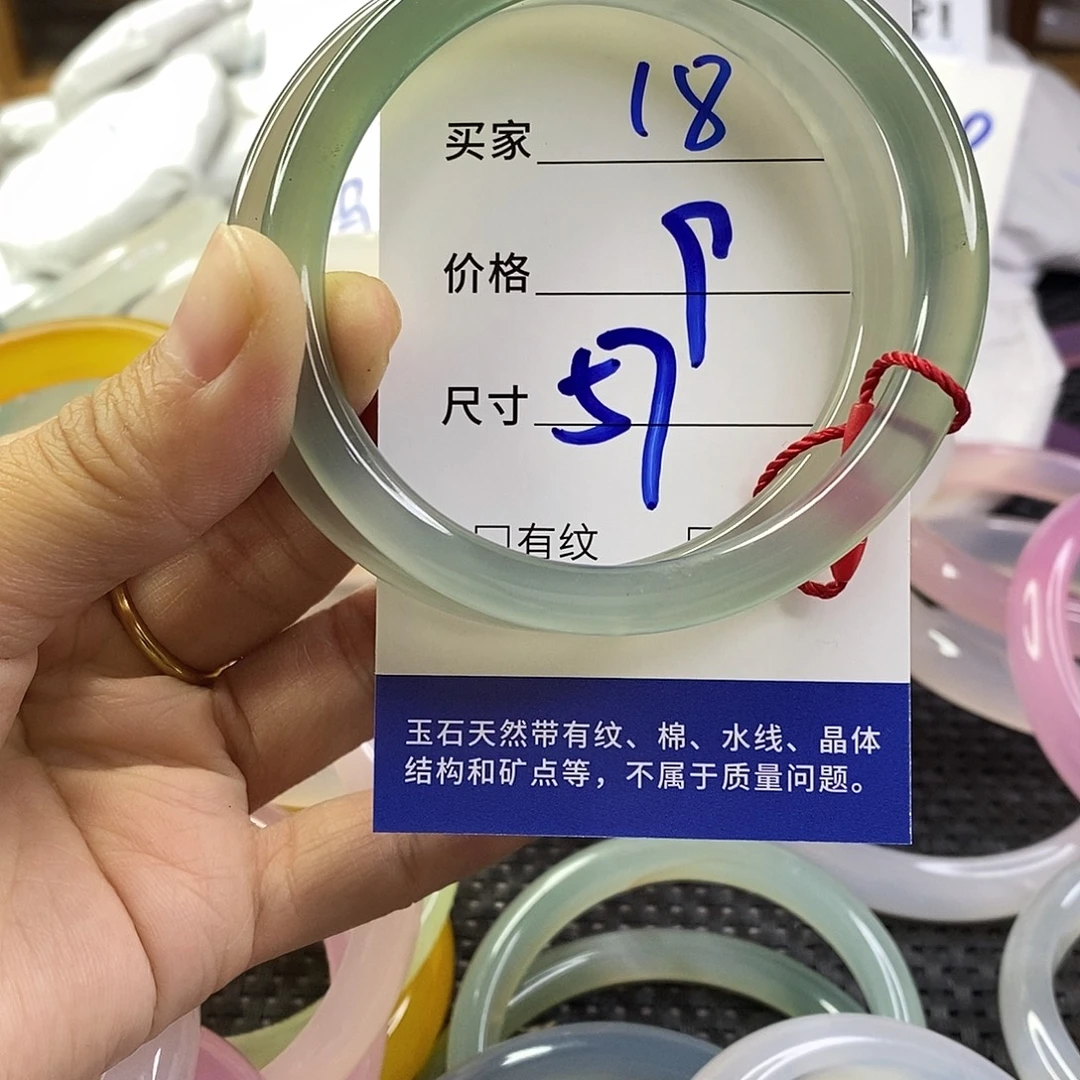 买家 18
价格 P
尺寸 57
有纹
玉石天然带有纹、棉、水线、晶体
结构和矿点等，不属于质量问题。